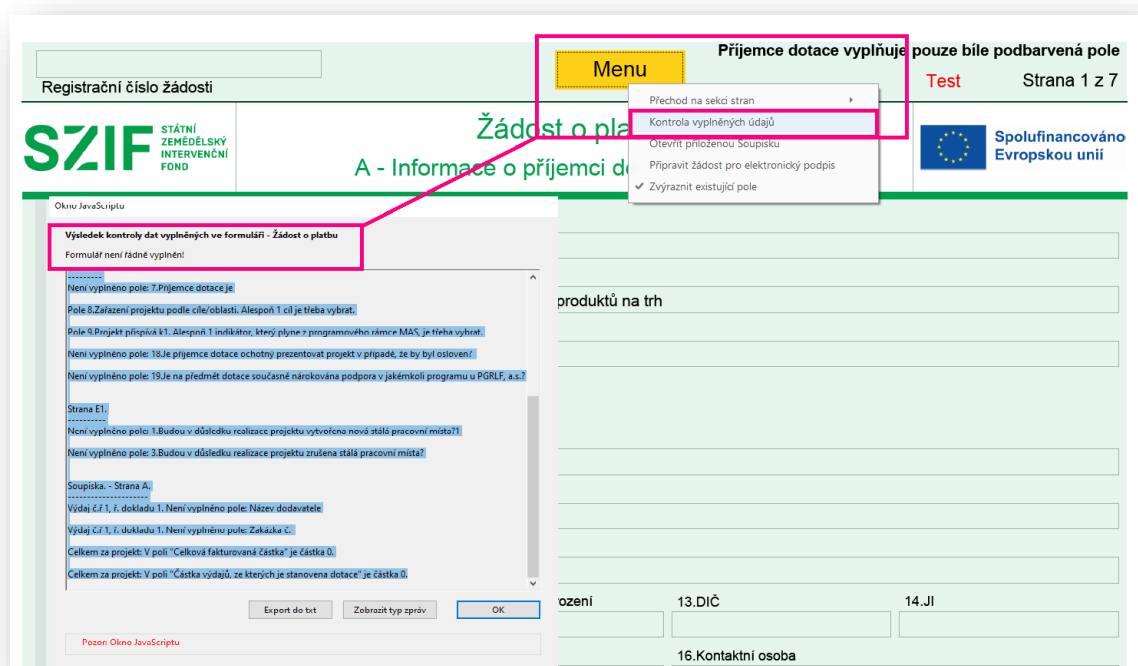 Příjemce dotace vyplňuje pouze bíle podbarvená pole
Menu
Registrační číslo žádosti
Test
Strana 1 z 7
Přechod na sekci stran
Kontrola vyplněných údajů
Otevřít přiloženou Soupisku
Připravit žádost pro elektronický podpis
Zvýraznit existující pole
SZIF
STÁTNÍ
ZEMĚDĚLSKÝ
INTERVENČNÍ
FOND
Žádost o pla
A - Informace o příjemci do
Spolufinancováno
Evropskou unií
Okno JavaScriptu
Výsledek kontroly dat vyplněných ve formuláři - Žádost o platbu
Formulář není řádně vyplněn!
---------
Není vyplněno pole: 7.Příjemce dotace je
Pole 8.Zařazení projektu podle cíle/oblasti. Alespoň 1 cíl je třeba vybrat.
Pole 9.Projekt přispívá k1. Alespoň 1 indikátor, který plyne z programového rámce MAS, je třeba vybrat.
Není vyplněno pole: 18.Je příjemce dotace ochotný prezentovat projekt v případě, že by byl osloven?
Není vyplněno pole: 19.Je na předmět dotace současně nárokována podpora v jakémkoli programu u PGRLF, a.s.?
Strana E1.
----------
Není vyplněno pole: 1.Budou v důsledku realizace projektu vytvořena nová stálá pracovní místa?1
Není vyplněno pole: 3.Budou v důsledku realizace projektu zrušena stálá pracovní místa?
Soupiska. - Strana A.
---------------------
Výdaj č.ř 1, ř. dokladu 1. Není vyplněno pole: Název dodavatele
Výdaj č.ř 1, ř. dokladu 1. Není vyplněno pole: Zakázka č.
Celkem za projekt: V poli "Celková fakturovaná částka" je částka 0.
Celkem za projekt: V poli "Částka výdajů, ze kterých je stanovena dotace" je částka 0.
Export do txt
Zobrazit typ zpráv
OK
Pozor: Okno JavaScriptu
produktů na trh
rození
13.DIČ
14.JI
16.Kontaktní osoba